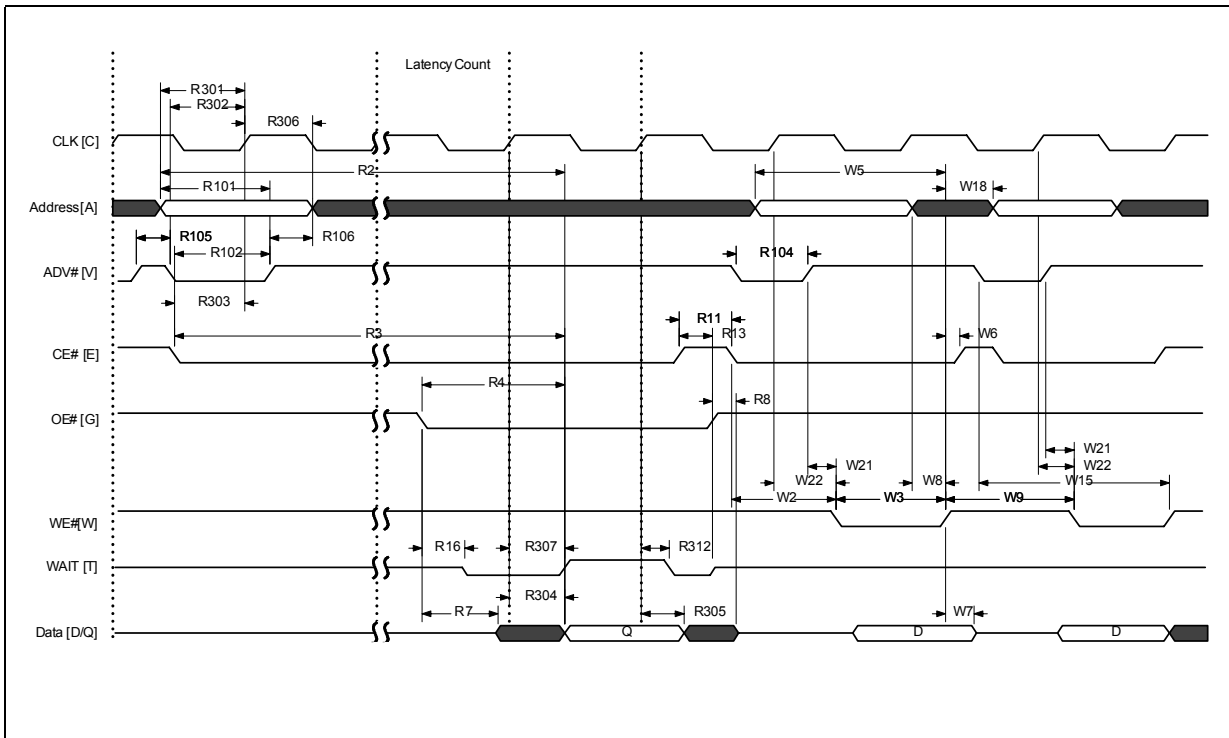 Latency Count
R301
R302
R306
CLK [C]
R2
W5
R101
W18
Address [A]
R105
R102
R106
R104
ADV# [V]
R303
R11
R3
R13
W6
CE# [E]
R4
R8
OE# [G]
W21
W21
W22
W22
W8
W15
W2
W3
W9
WE# [W]
R16
R307
R312
WAIT [T]
R304
R7
R305
W7
Data [D/Q]
Q
D
D